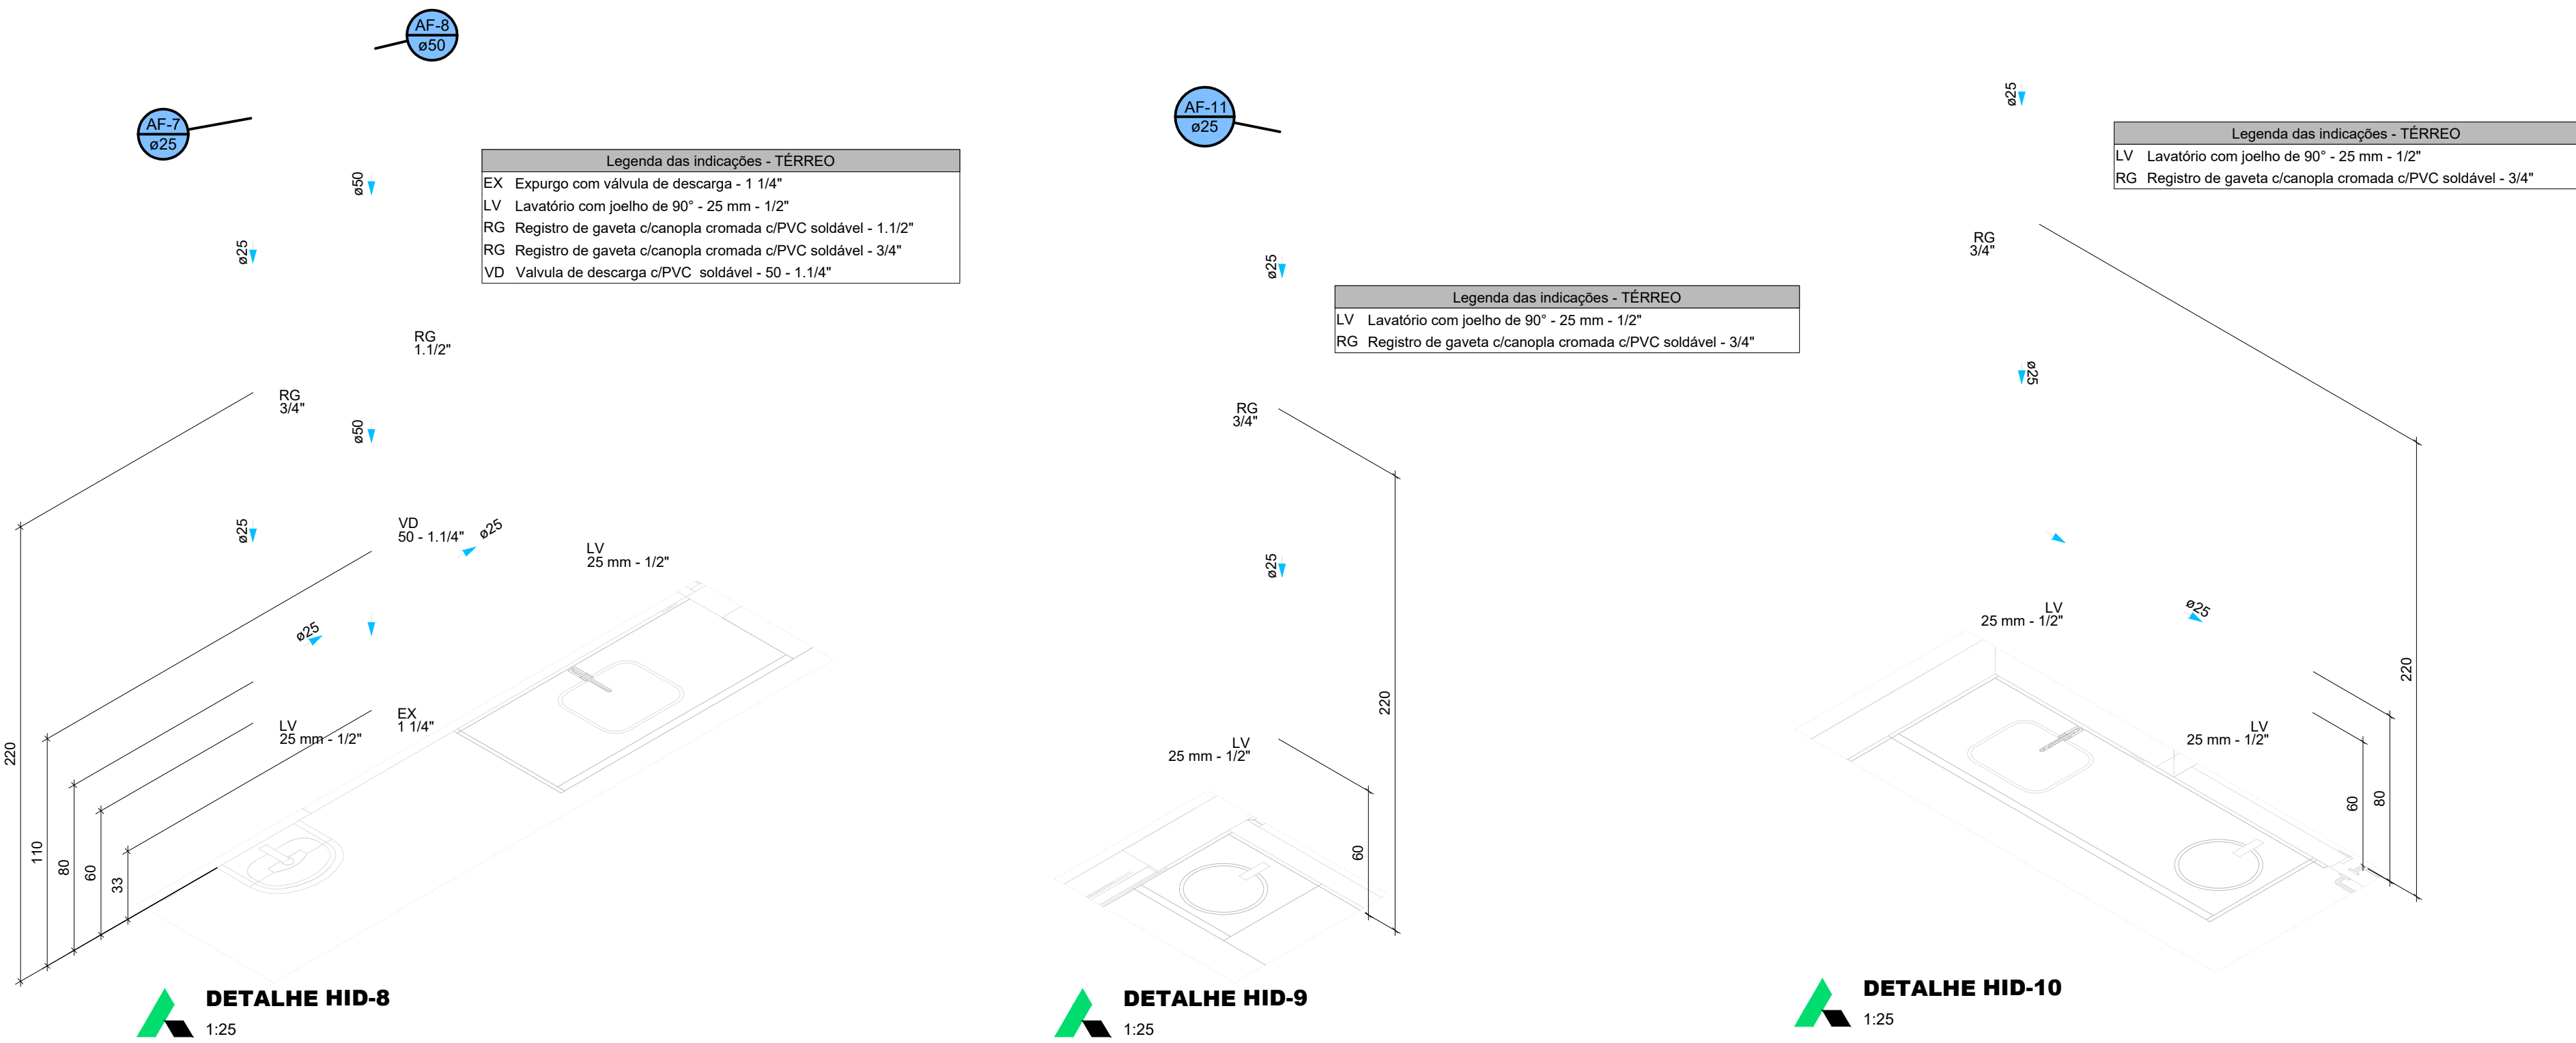 AF-8
ø50
AF-7
ø25
ø50
ø25
Legenda das indicações - TÉRREO
EX Expurgo com válvula de descarga - 1 1/4"
LV Lavatório com joelho de 90° - 25 mm - 1/2"
RG Registro de gaveta c/canopla cromada c/PVC soldável - 1.1/2"
RG Registro de gaveta c/canopla cromada c/PVC soldável - 3/4"
VD Valvula de descarga c/PVC soldável - 50 - 1.1/4"
RG
1.1/2"
RG
3/4"
ø50
ø25
VD
50 - 1.1/4"
ø25
LV
25 mm - 1/2"
ø25
LV
25 mm - 1/2"
EX
1 1/4"
220
110
80
60
33
DETALHE HID-8
1:25
AF-11
ø25
ø25
Legenda das indicações - TÉRREO
LV Lavatório com joelho de 90° - 25 mm - 1/2"
RG Registro de gaveta c/canopla cromada c/PVC soldável - 3/4"
RG
3/4"
ø25
220
LV
25 mm - 1/2"
60
DETALHE HID-9
1:25
ø25
Legenda das indicações - TÉRREO
LV Lavatório com joelho de 90° - 25 mm - 1/2"
RG Registro de gaveta c/canopla cromada c/PVC soldável - 3/4"
RG
3/4"
ø25
LV
25 mm - 1/2"
ø25
220
LV
25 mm - 1/2"
60
80
DETALHE HID-10
1:25